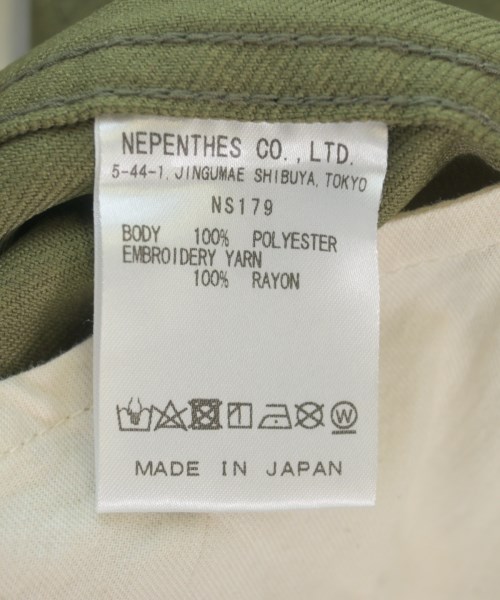 NEPENTHES CO., LTD.
5-44-1, JINGUMAE SHIBUYA, TOKYO
NS179
BODY 100% POLYESTER
EMBROIDERY YARN
100% RAYON
W
MADE IN JAPAN